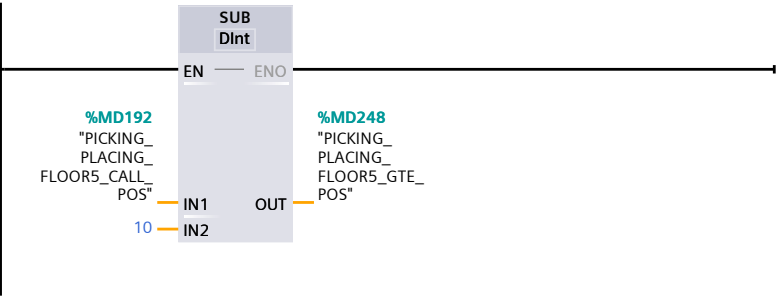 SUB
DInt
EN
ENO
%MD192
"PICKING_
PLACING_
FLOOR5_CALL_
POS"
IN1
10
IN2
%MD248
"PICKING_
PLACING_
FLOOR5_GTE_
POS"
OUT